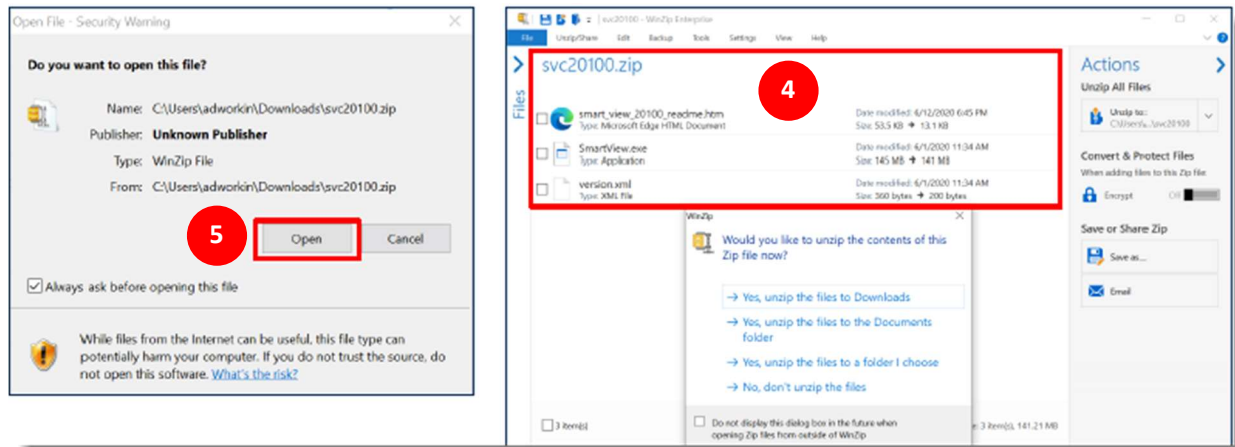 Open File - Security Warning
Do you want to open this file?
Name: C:\Users\adworkin\Downloads\svc20100.zip
Publisher: Unknown Publisher
Type: WinZip File
From: C:\Users\adworkin\Downloads\svc20100.zip
5
Open
Cancel
Always ask before opening this file
While files from the Internet can be useful, this file type can
potentially harm your computer. If you do not trust the source, do
not open this software. What's the risk?
svc20100 - WinZip Enterprise
File Unzip/Share Edit Backup Tools Settings View Help
Files
svc20100.zip
4
smart_view_20100_readme.htm
Type: Microsoft Edge HTML Document
Date modified: 6/12/2020 6:45 PM
Size: 53.5 KB → 13.1 KB
SmartView.exe
Type: Application
Date modified: 6/1/2020 11:34 AM
Size: 145 MB → 141 MB
version.xml
Type: XML File
Date modified: 6/1/2020 11:34 AM
Size: 360 bytes → 200 bytes
WinZip
Would you like to unzip the contents of this
Zip file now?
→ Yes, unzip the files to Downloads
→ Yes, unzip the files to the Documents
folder
→ Yes, unzip the files to a folder I choose
→ No, don't unzip the files
Do not display this dialog box in the future when
opening Zip files from outside of WinZip
3 item(s)
3 item(s), 141.21 MB
Actions
Unzip All Files
Unzip to:
C:\Users\...\svc20100
Convert & Protect Files
When adding files to this Zip file:
Encrypt Off
Save or Share Zip
Save as...
Email